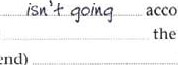 isn't going acco
the
end)